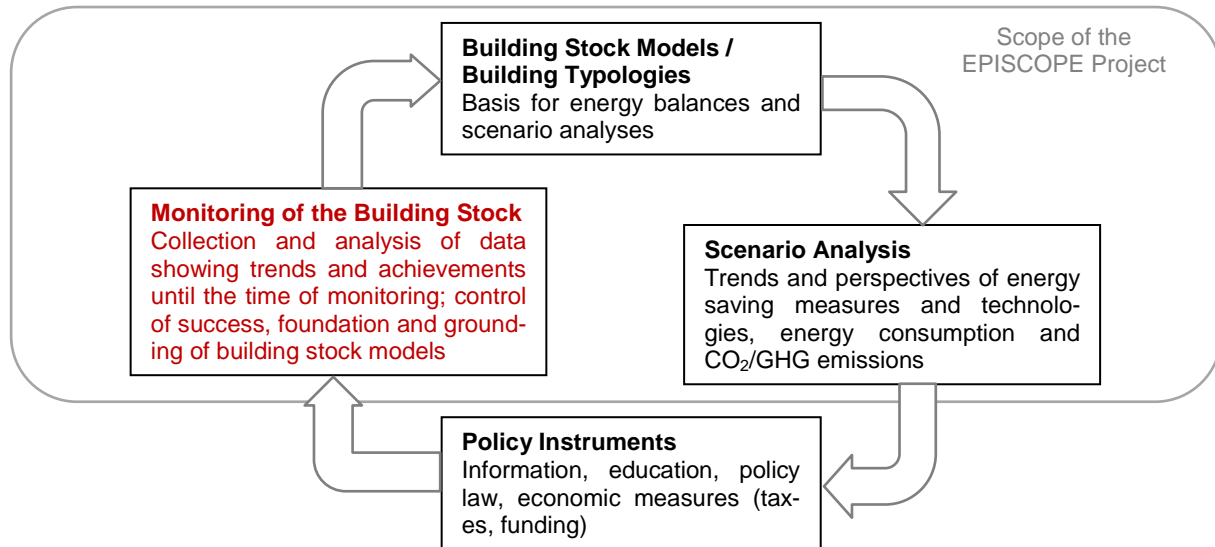 Scope of the
EPISCOPE Project
Building Stock Models /
Building Typologies
Basis for energy balances and
scenario analyses
Monitoring of the Building Stock
Collection and analysis of data
showing trends and achievements
until the time of monitoring; control
of success, foundation and ground-
ing of building stock models
Scenario Analysis
Trends and perspectives of energy
saving measures and technolo-
gies, energy consumption and
CO₂/GHG emissions
Policy Instruments
Information, education, policy
law, economic measures (tax-
es, funding)